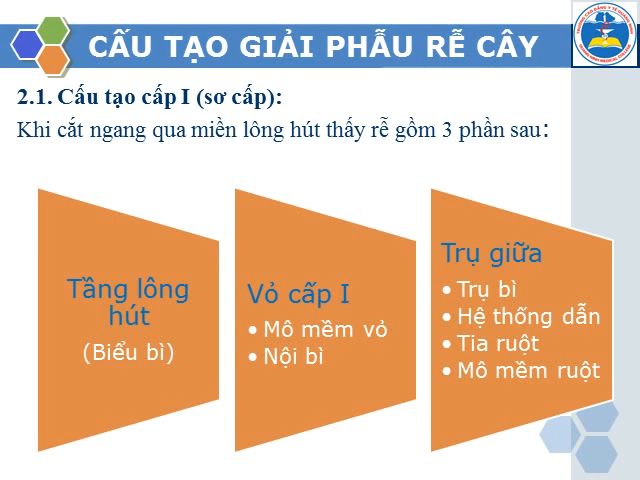 CẤU TẠO GIẢI PHẪU RỄ CÂY
2.1. Cấu tạo cấp I (sơ cấp):
Khi cắt ngang qua miền lông hút thấy rễ gồm 3 phần sau:
Tầng lông
hút
(Biểu bì)
Vỏ cấp I
• Mô mềm vỏ
• Nội bì
Trụ giữa
• Trụ bì
• Hệ thống dẫn
• Tia ruột
• Mô mềm ruột